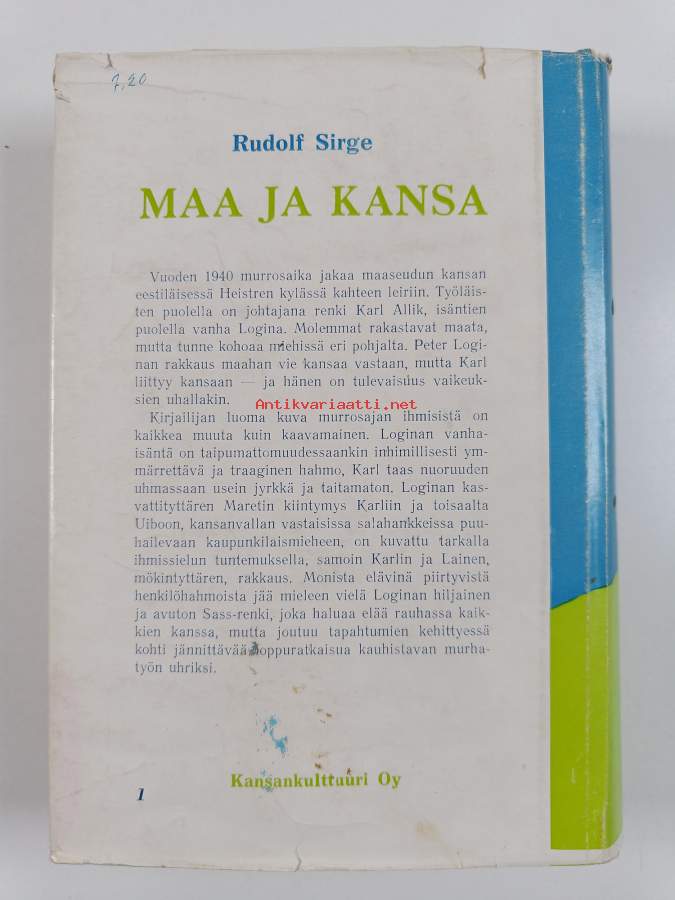 7,20
Rudolf Sirge
MAA JA KANSA
Vuoden 1940 murrosaika jakaa maaseudun kansan
eestiläisessä Heistren kylässä kahteen leiriin. Työläis-
ten puolella on johtajana renki Karl Allik, isäntien
puolella vanha Logina. Molemmat rakastavat maata,
mutta tunne kohoaa miehissä eri pohjalta. Peter Logi-
nan rakkaus maahan vie kansaa vastaan, mutta Karl
liittyy kansaan — ja hänen on tulevaisuus vaikeuk-
sien uhallakin.
Antikvariaatti.net
Kirjailijan luoma kuva murrosajan ihmisistä on
kaikkea muuta kuin kaavamainen. Loginan vanha-
isäntä on taipumattomuudessaankin inhimillisesti ym-
märrettävä ja traaginen hahmo, Karl taas nuoruuden
uhmassaan usein jyrkkä ja taitamaton. Loginan kas-
vattityttären Maretin kiintymys Karliin ja toisaalta
Uiboon, kansanvallan vastaisissa salahankkeissa puu-
hailevaan kaupunkilaismieheen, on kuvattu tarkalla
ihmissielun tuntemuksella, samoin Karlin ja Lainen,
mökintyttären, rakkaus. Monista elävinä piirtyvistä
henkilöhahmoista jää mieleen vielä Loginan hiljainen
ja avuton Sass-renki, joka haluaa elää rauhassa kaik-
kien kanssa, mutta joutuu tapahtumien kehittyessä
kohti jännittävää loppuratkaisua kauhistavan murha-
työn uhriksi.
Kansankulttuuri Oy
1